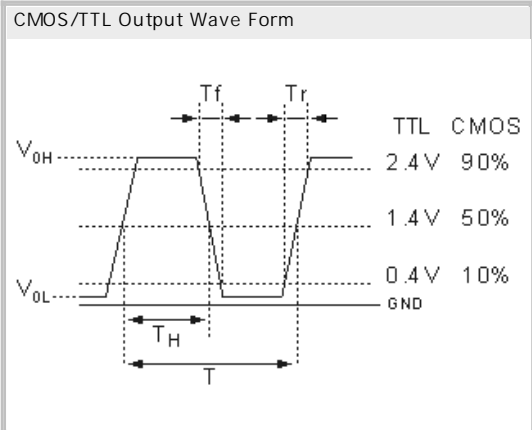 CMOS/TTL Output Wave Form
Tf Tr
TTL CMOS
V0H
2.4V 90%
1.4V 50%
0.4V 10%
V0L
GND
TH
T